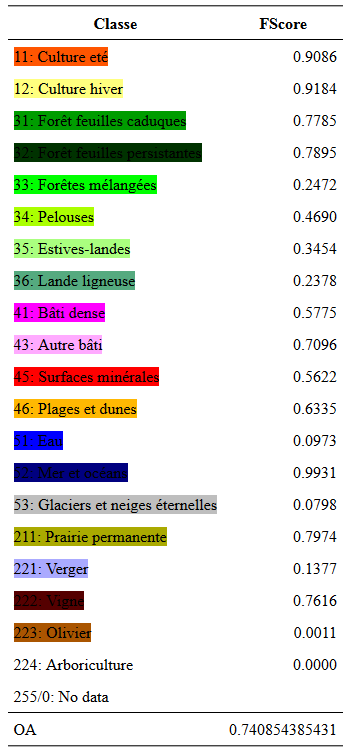 Classe FScore
11: Culture eté 0.9086
12: Culture hiver 0.9184
31: Forêt feuilles caduques 0.7785
32: Forêt feuilles persistantes 0.7895
33: Forêtes mélangées 0.2472
34: Pelouses 0.4690
35: Estives-landes 0.3454
36: Lande ligneuse 0.2378
41: Bâti dense 0.5775
43: Autre bâti 0.7096
45: Surfaces minérales 0.5622
46: Plages et dunes 0.6335
51: Eau 0.0973
52: Mer et océans 0.9931
53: Glaciers et neiges éternelles 0.0798
211: Prairie permanente 0.7974
221: Verger 0.1377
222: Vigne 0.7616
223: Olivier 0.0011
224: Arboriculture 0.0000
255/0: No data
OA 0.740854385431